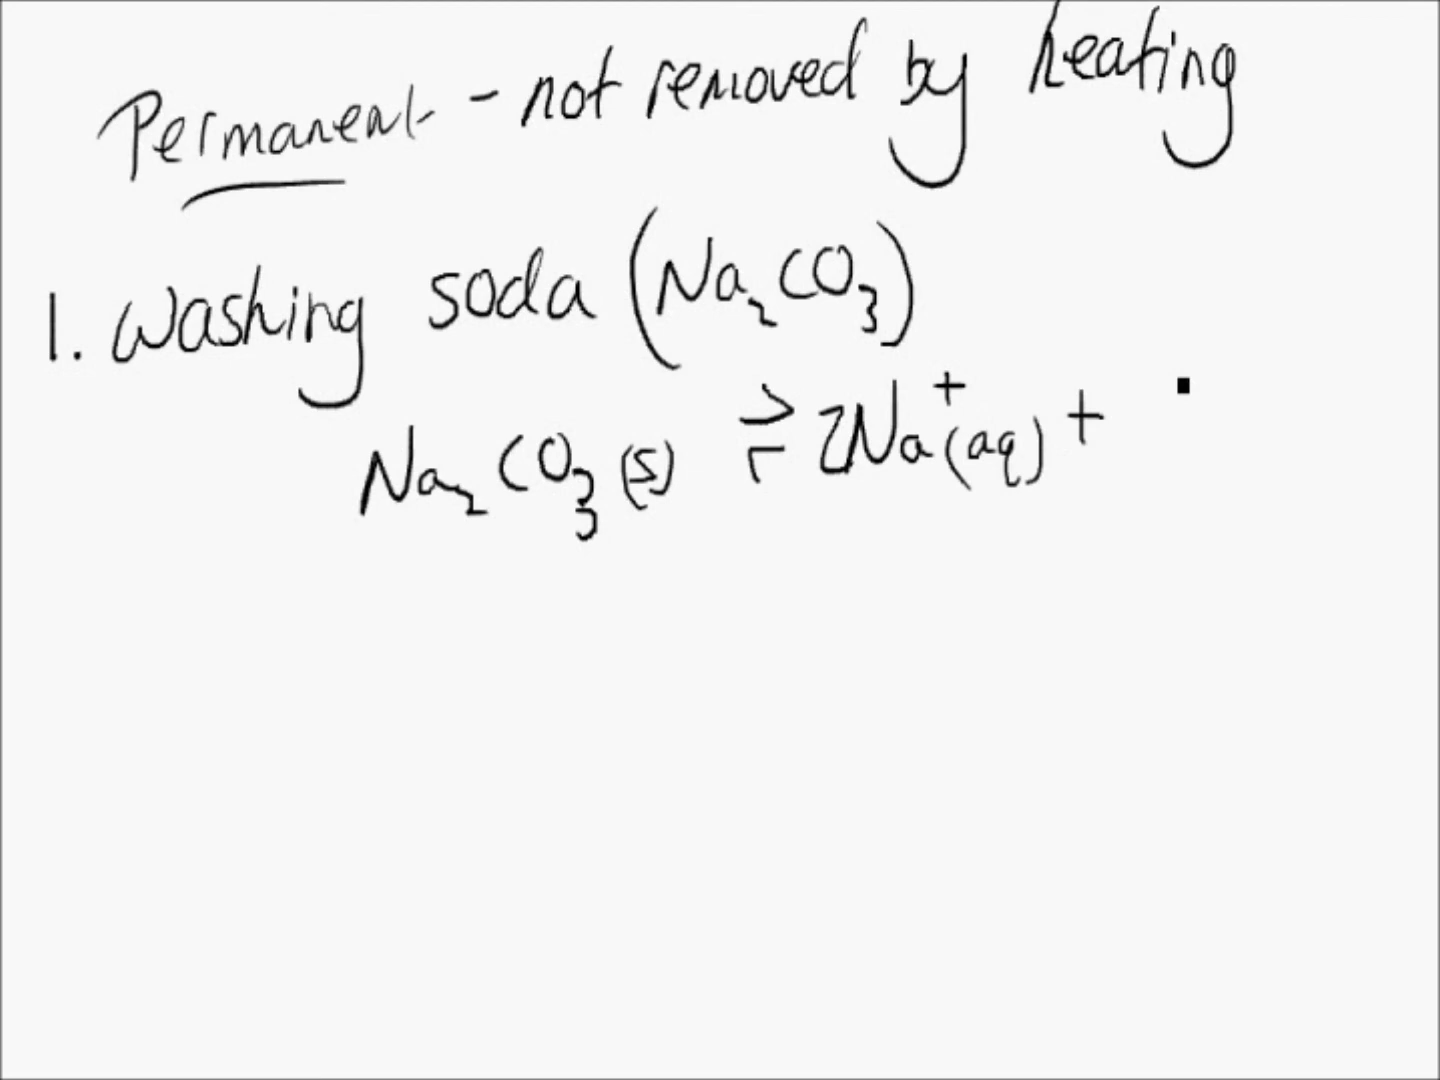 Permanent - not removed by heating
1. Washing soda (Na₂CO₃)
Na₂CO₃(s) ⇌ 2Na⁺(aq) +